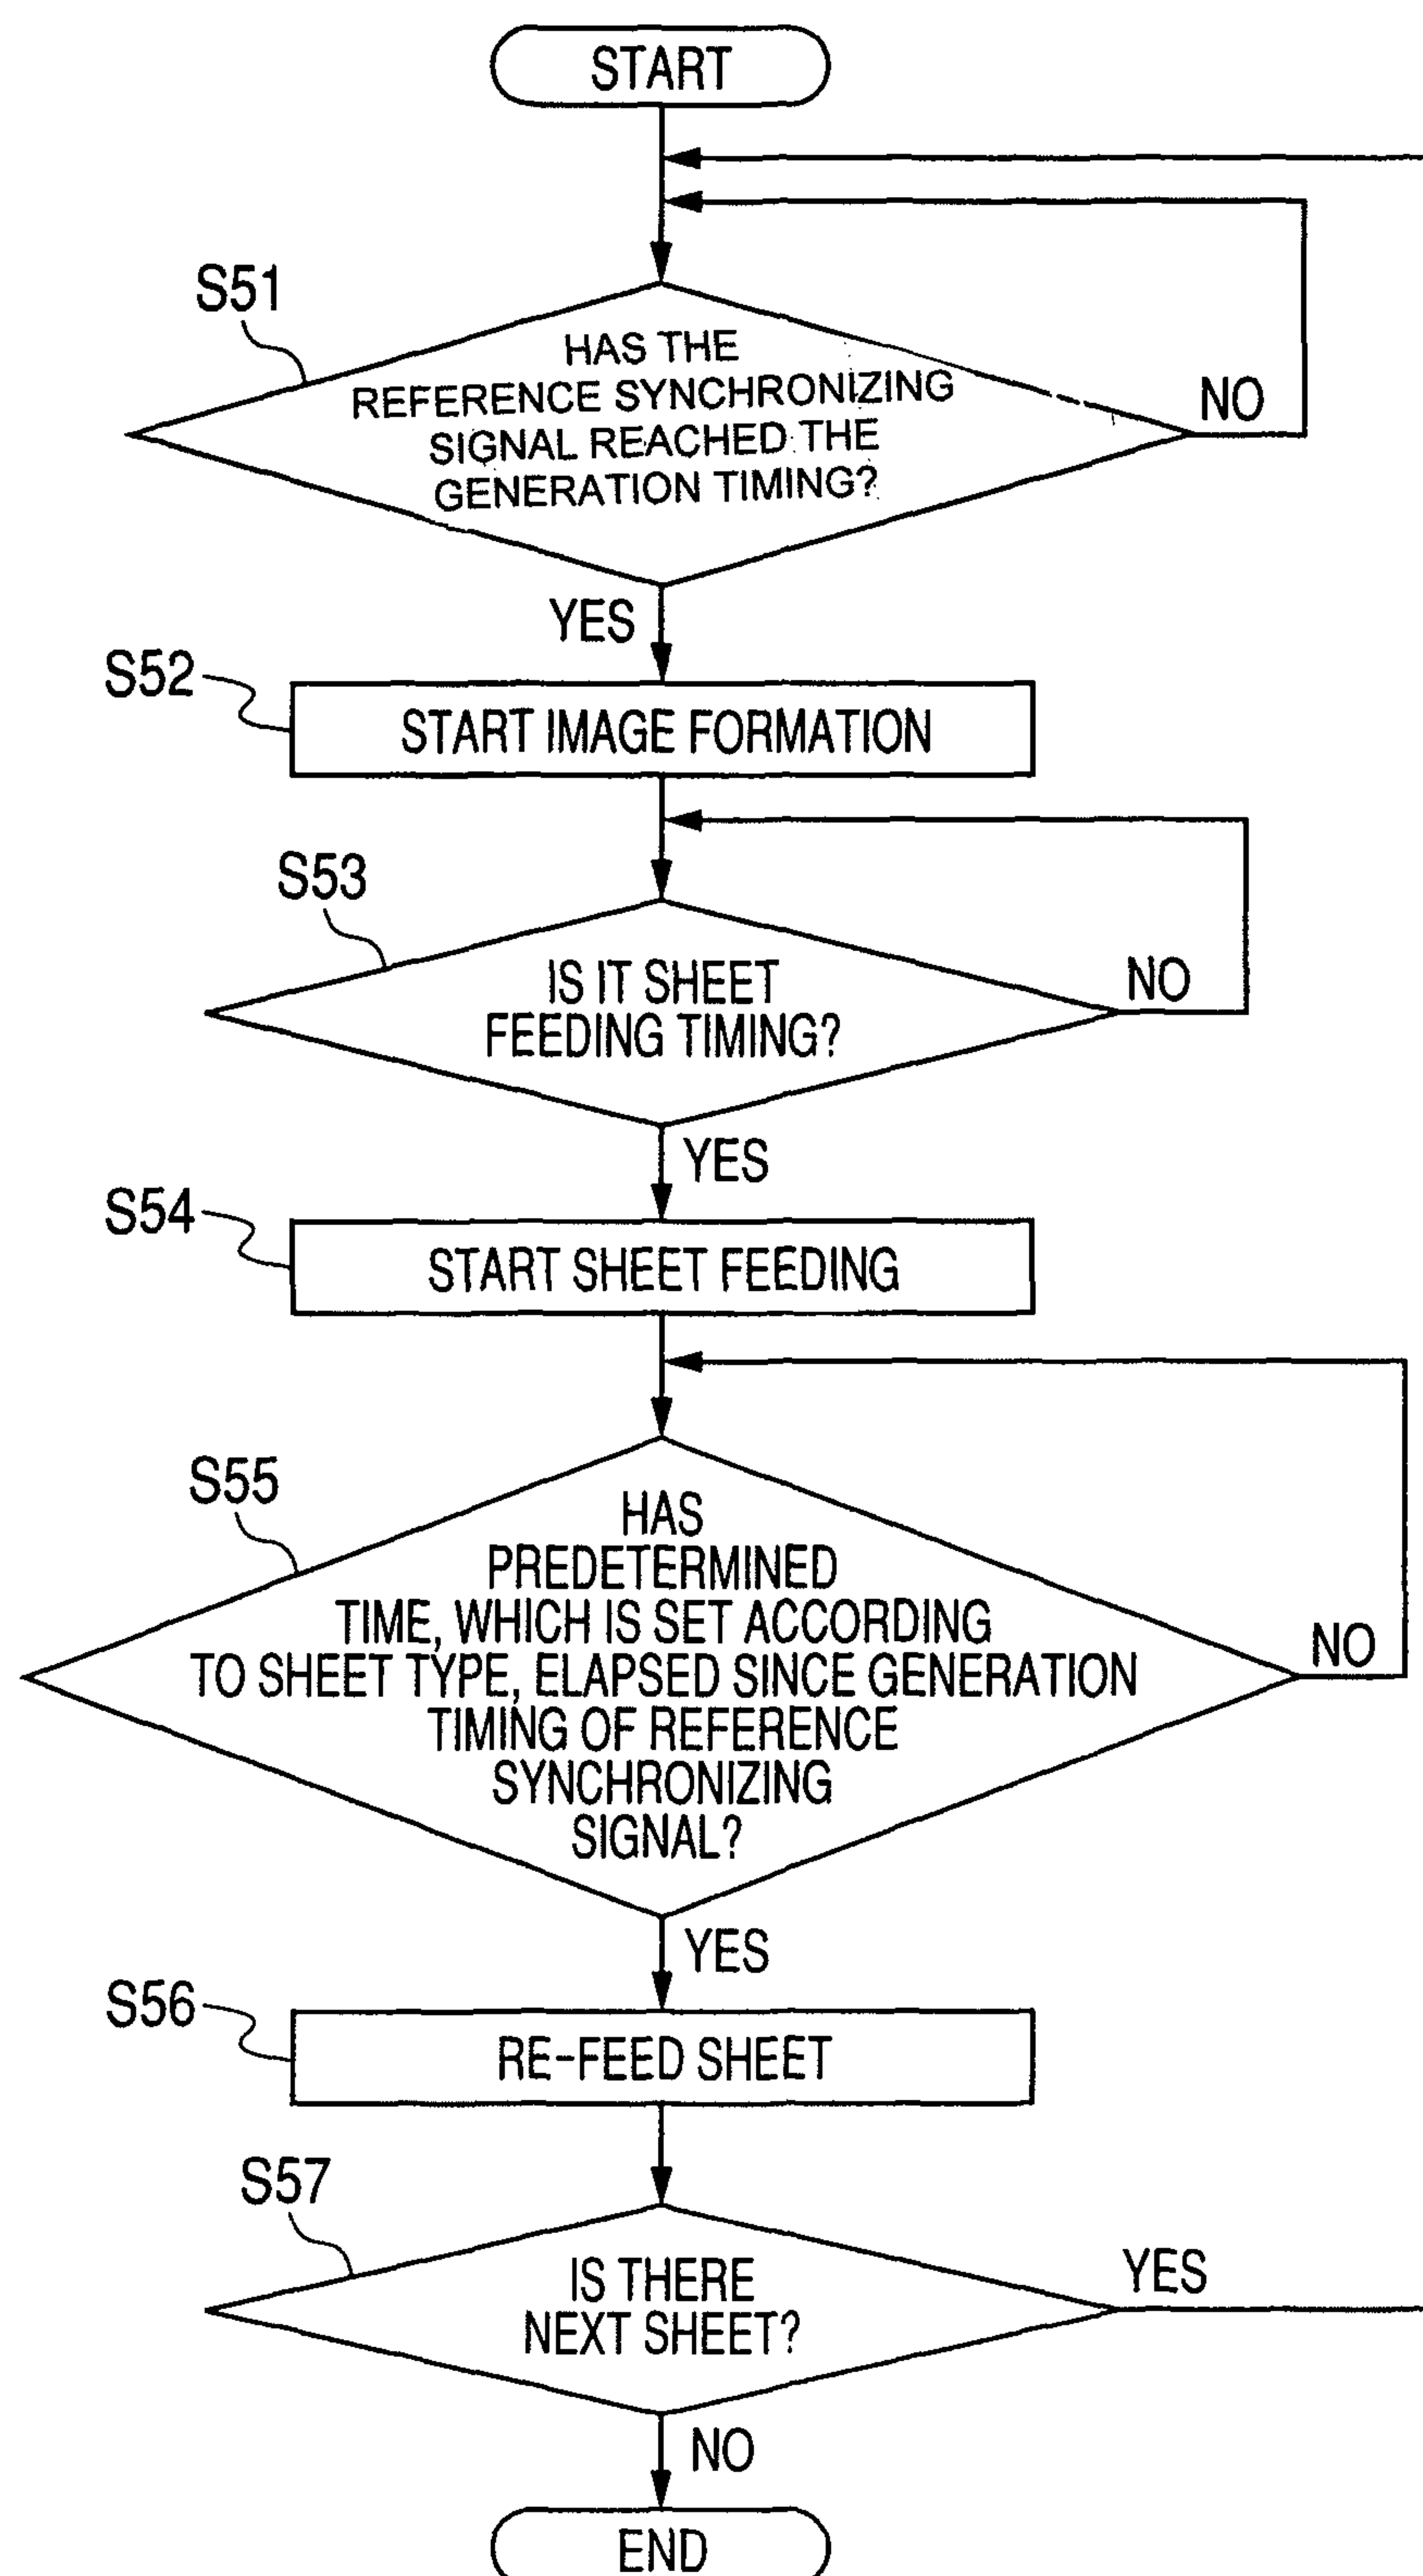 START
S51
HAS THE
REFERENCE SYNCHRONIZING
SIGNAL REACHED THE
GENERATION TIMING?
NO
YES
S52
START IMAGE FORMATION
S53
IS IT SHEET
FEEDING TIMING?
NO
YES
S54
START SHEET FEEDING
S55
HAS
PREDETERMINED
TIME, WHICH IS SET ACCORDING
TO SHEET TYPE, ELAPSED SINCE GENERATION
TIMING OF REFERENCE
SYNCHRONIZING
SIGNAL?
NO
YES
S56
RE-FEED SHEET
S57
IS THERE
NEXT SHEET?
YES
NO
END